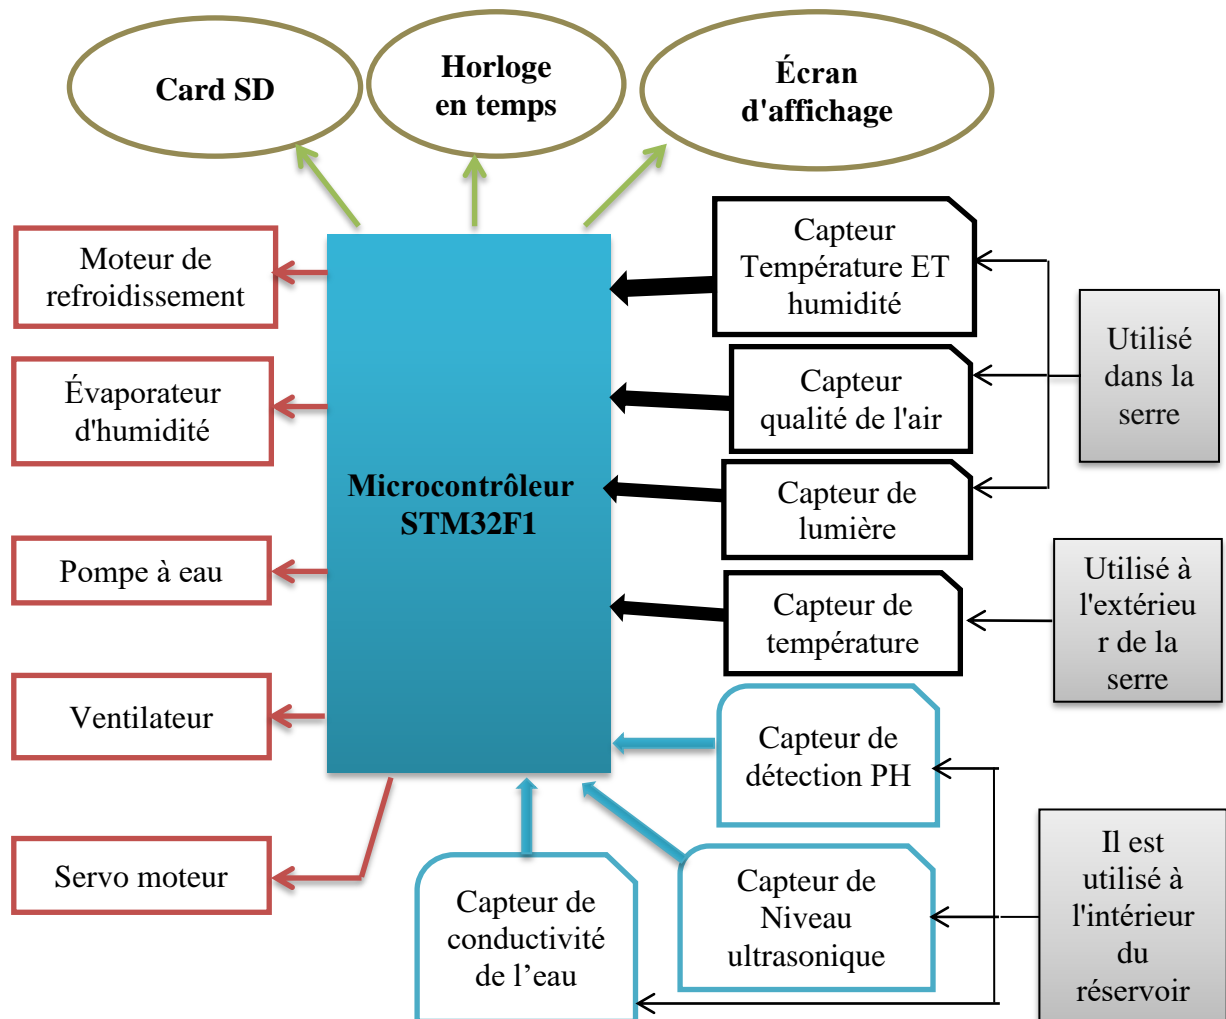 Card SD
Horloge
en temps
Écran
d'affichage
Moteur de
refroidissement
Évaporateur
d'humidité
Pompe à eau
Ventilateur
Servo moteur
Microcontrôleur
STM32F1
Capteur
Température ET
humidité
Capteur
qualité de l'air
Capteur de
lumière
Capteur de
température
Capteur de
détection PH
Capteur de
Niveau
ultrasonique
Capteur de
conductivité
de l’eau
Utilisé
dans la
serre
Utilisé à
l'extérieu
r de la
serre
Il est
utilisé à
l'intérieur
du
réservoir